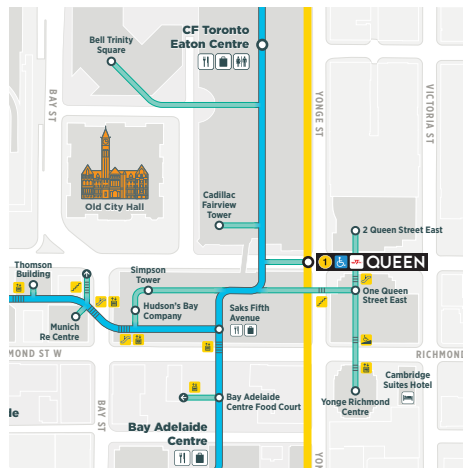 CF Toronto
Eaton Centre
Bell Trinity
Square
BAY ST
YONGE ST
VICTORIA ST
Old City Hall
Cadillac
Fairview
Tower
2 Queen Street East
1
QUEEN
Thomson
Building
Simpson
Tower
One Queen
Street East
Hudson's Bay
Company
Saks Fifth
Avenue
Munich
Re Centre
MOND ST W
RICHMOND
Cambridge
Suites Hotel
BAY ST
Bay Adelaide
Centre Food Court
Yonge Richmond
Centre
le
Bay Adelaide
Centre
YON